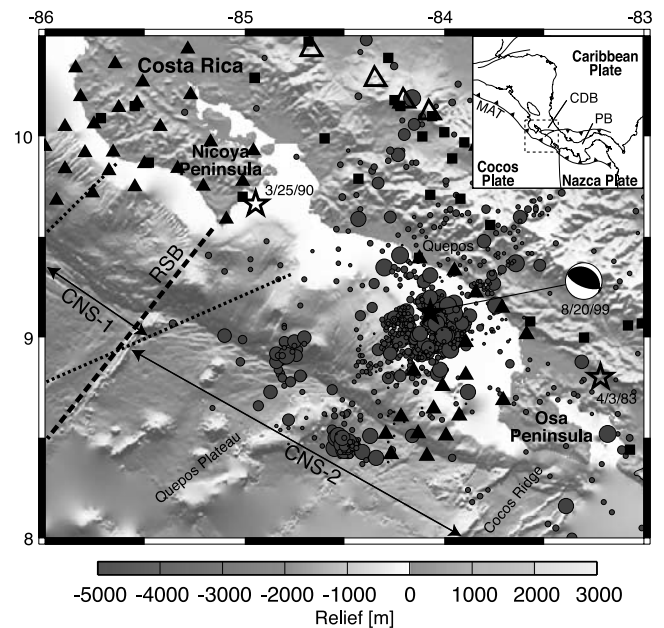 -86 -85 -84 -83
Costa Rica
Nicoya
Peninsula
3/25/90
10
9
8
RSB
CNS-1
CNS-2
Quepos
8/20/99
4/3/83
Osa
Peninsula
Quepos Plateau
Cocos Ridge
Caribbean
Plate
CDB
PB
MAT
Cocos
Plate
Nazca Plate
-5000 -4000 -3000 -2000 -1000 0 1000 2000 3000
Relief [m]